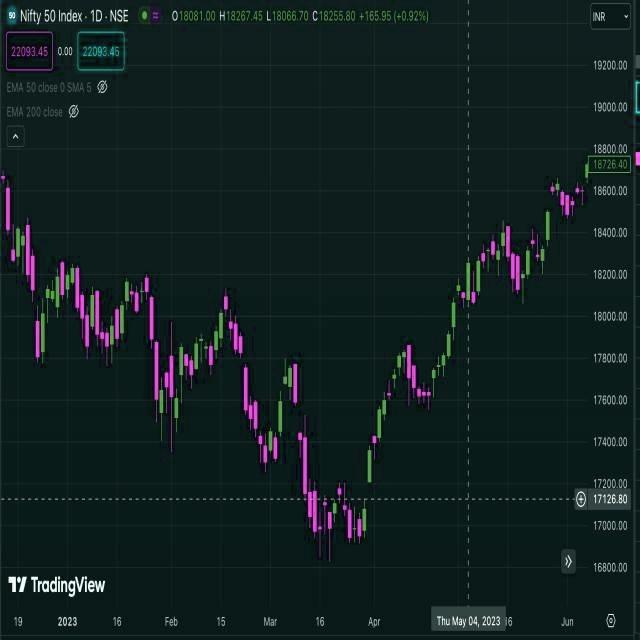 50 Nifty 50 Index · 1D · NSE O18081.00 H18267.45 L18066.70 C18255.80 +165.95 (+0.92%) INR
22093.45 0.00 22093.45
EMA 50 close 0 SMA 5
EMA 200 close
19200.00
19000.00
18800.00
18726.40
18600.00
18400.00
18200.00
18000.00
17800.00
17600.00
17400.00
17200.00
17126.80
17000.00
16800.00
TradingView
19 2023 16 Feb 15 Mar 16 Apr Thu May 04, 2023 16 Jun